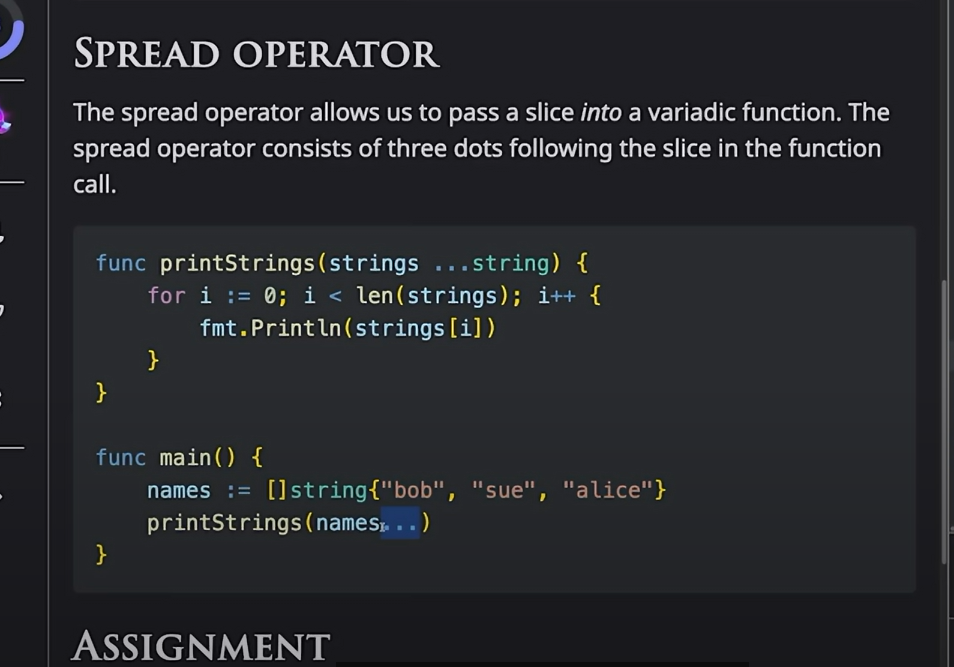 SPREAD OPERATOR
The spread operator allows us to pass a slice into a variadic function. The
spread operator consists of three dots following the slice in the function
call.
func printStrings(strings ...string) {
    for i := 0; i < len(strings); i++ {
        fmt.Println(strings[i])
    }
}
func main() {
    names := []string{"bob", "sue", "alice"}
    printStrings(names...)
}
ASSIGNMENT